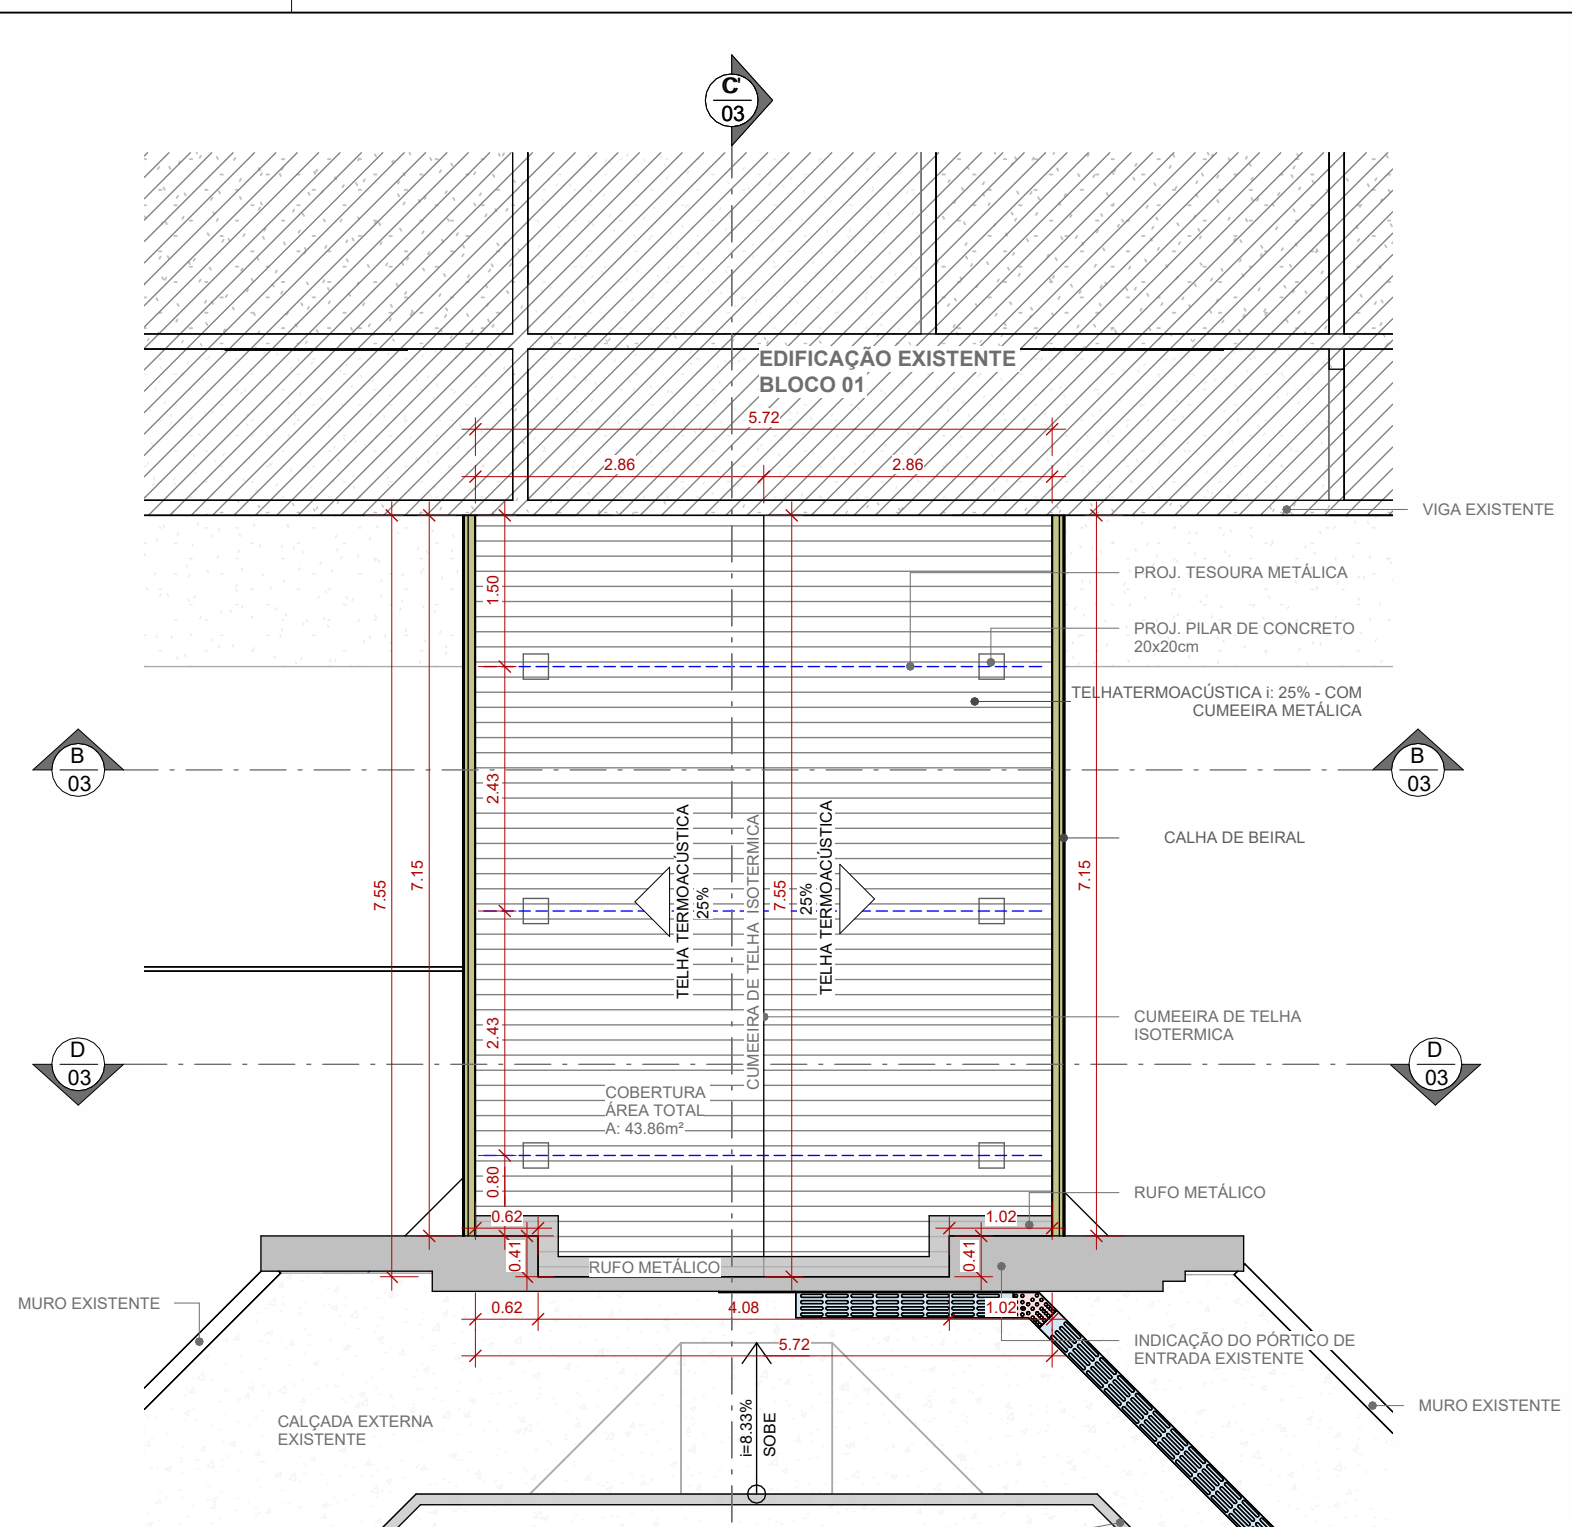 C'
03
EDIFICAÇÃO EXISTENTE
BLOCO 01
5.72
2.86
2.86
VIGA EXISTENTE
1.50
PROJ. TESOURA METÁLICA
PROJ. PILAR DE CONCRETO
20x20cm
TELHATERMOACÚSTICA i: 25% - COM
CUMEEIRA METÁLICA
B
03
B
03
2.43
CALHA DE BEIRAL
7.55
7.15
TELHA TERMOACÚSTICA
25%
CUMEEIRA DE TELHA ISOTERMICA
7.55
25%
TELHA TERMOACÚSTICA
7.15
2.43
CUMEEIRA DE TELHA
ISOTERMICA
D
03
D
03
COBERTURA
ÁREA TOTAL
A: 43.86m²
0.80
RUFO METÁLICO
0.62
1.02
0.41
0.41
RUFO METÁLICO
MURO EXISTENTE
0.62
4.08
1.02
5.72
INDICAÇÃO DO PÓRTICO DE
ENTRADA EXISTENTE
MURO EXISTENTE
CALÇADA EXTERNA
EXISTENTE
i=8.33%
SOBE